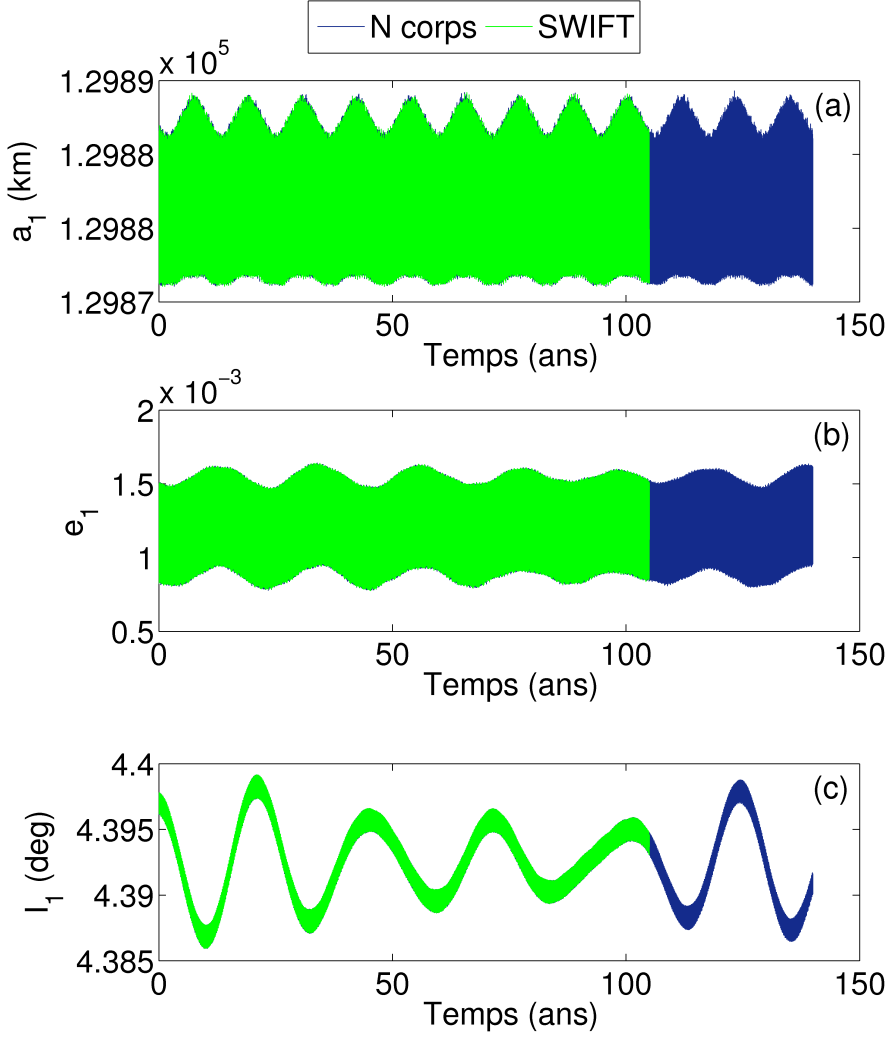 N corps SWIFT
x 10^5
1.2989
1.2988
1.2988
1.2987
a_1 (km)
(a)
0 50 100 150
Temps (ans)
x 10^−3
2
1.5
1
0.5
e_1
(b)
0 50 100 150
Temps (ans)
4.4
4.395
4.39
4.385
I_1 (deg)
(c)
0 50 100 150
Temps (ans)